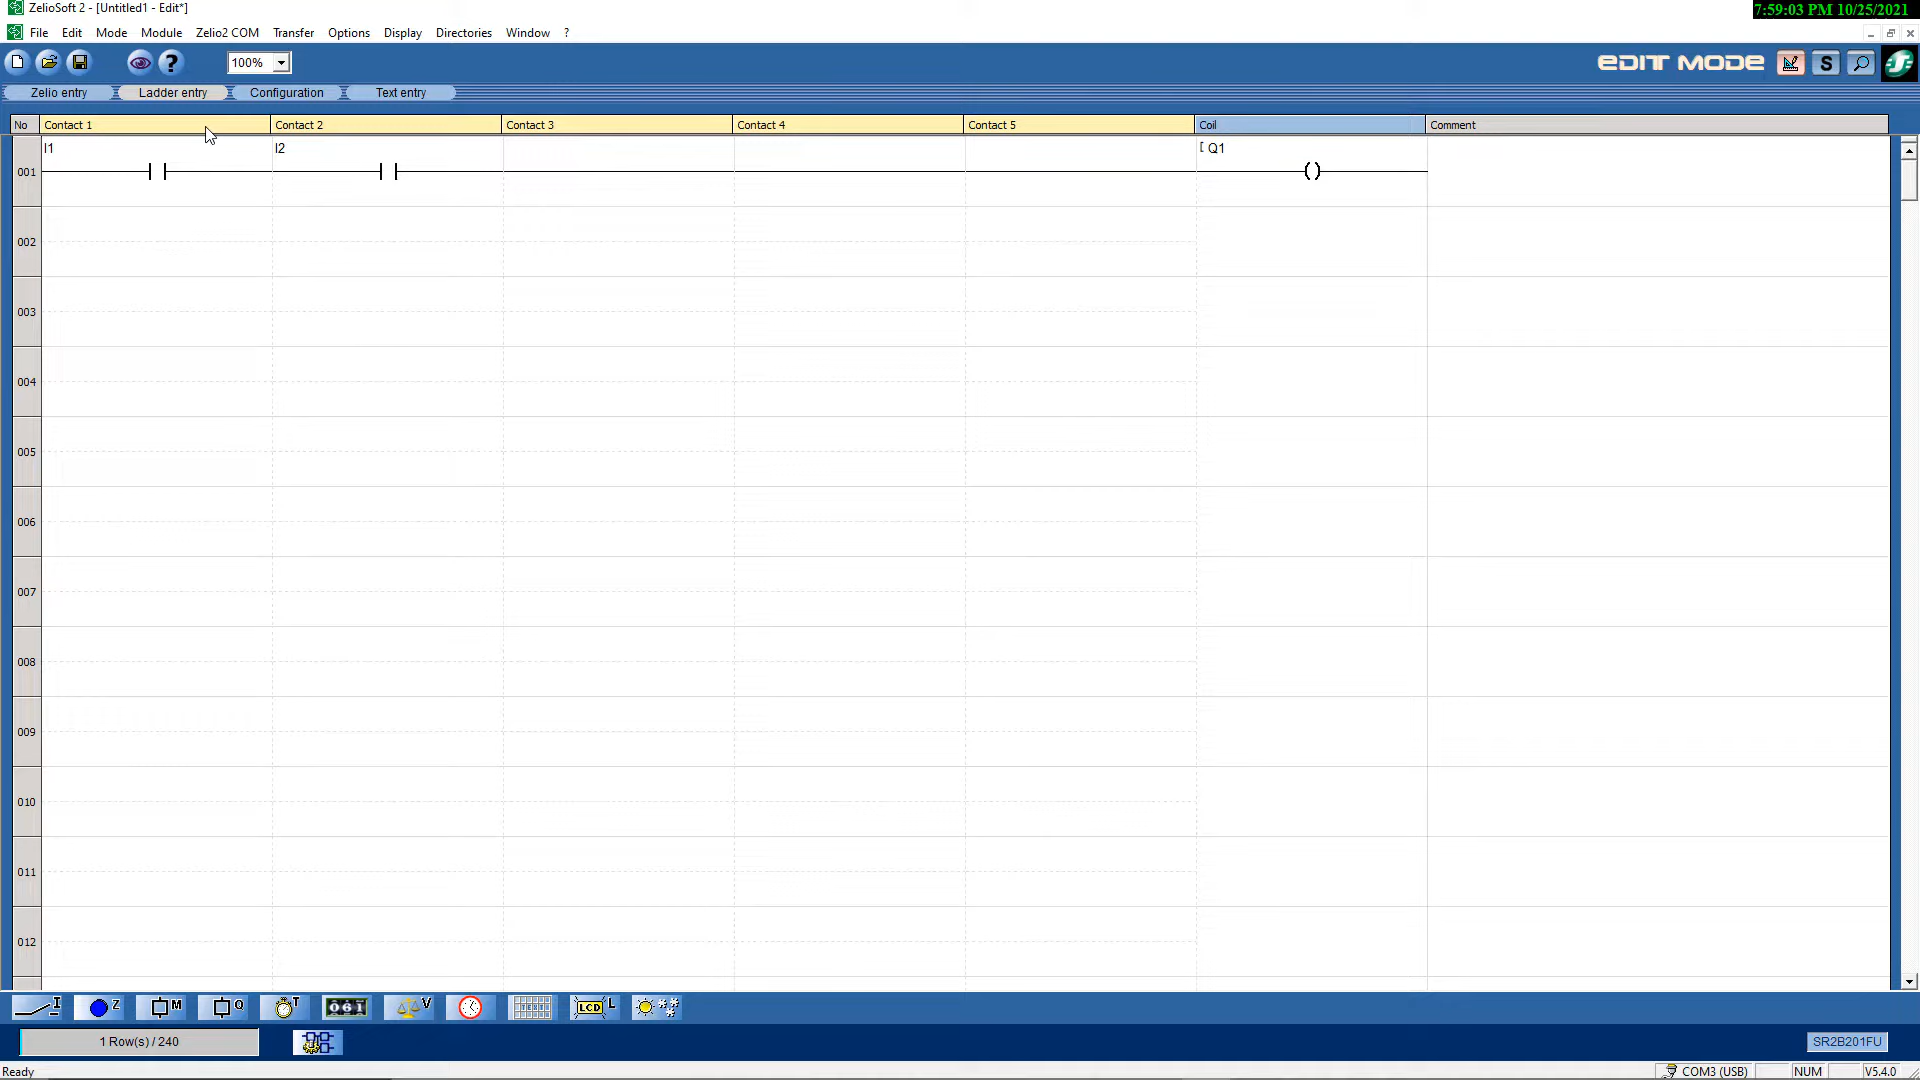 ZelioSoft 2 - [Untitled1 - Edit*]
7:59:03 PM 10/25/2021
File Edit Mode Module Zelio2 COM Transfer Options Display Directories Window ?
100%
EDIT MODE
S
Zelio entry Ladder entry Configuration Text entry
No Contact 1 Contact 2 Contact 3 Contact 4 Contact 5 Coil Comment
I1 I2 [ Q1
001
002
003
004
005
006
007
008
009
010
011
012
I Z M Q T 061 V TEXT LCD L
1 Row(s) / 240
SR2B201FU
Ready COM3 (USB) NUM V5.4.0